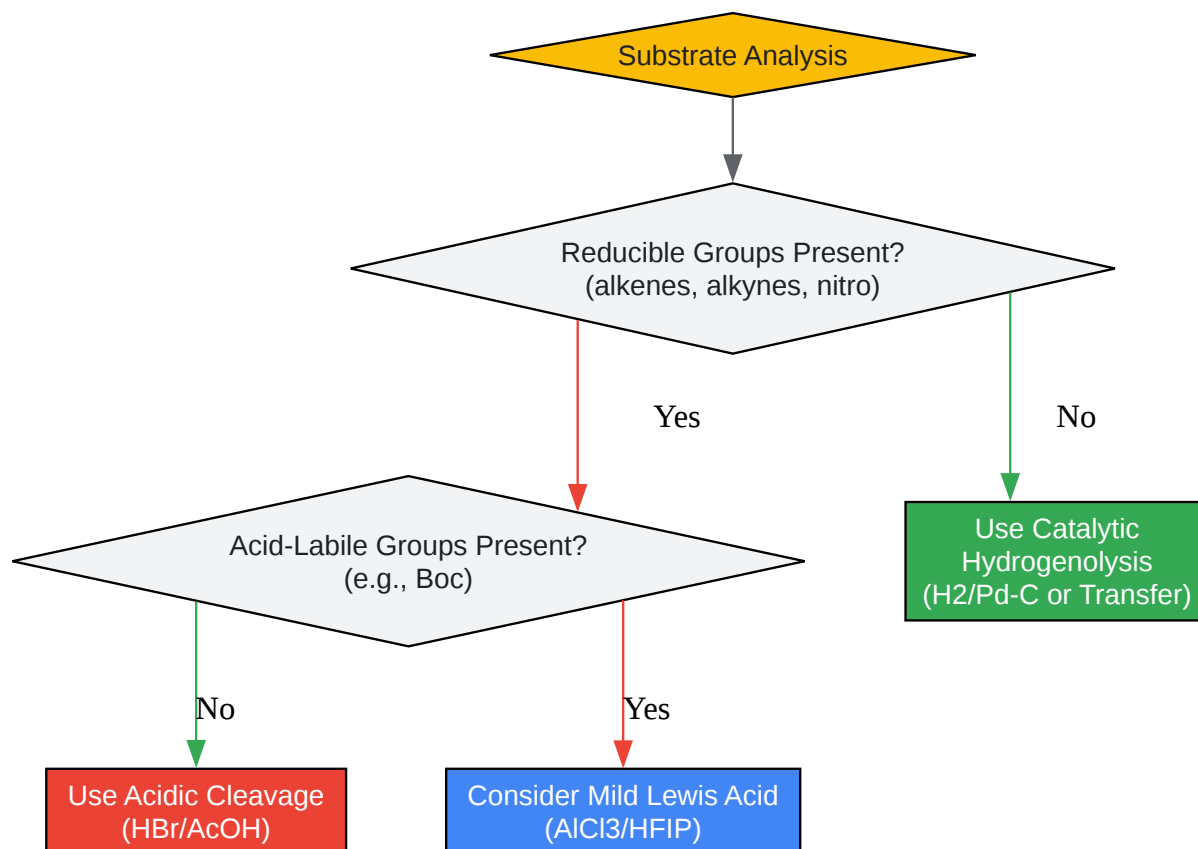 Substrate Analysis
Reducible Groups Present?
(alkenes, alkynes, nitro)
Yes
No
Use Catalytic
Hydrogenolysis
(H2/Pd-C or Transfer)
Acid-Labile Groups Present?
(e.g., Boc)
No
Yes
Use Acidic Cleavage
(HBr/AcOH)
Consider Mild Lewis Acid
(AlCl3/HFIP)